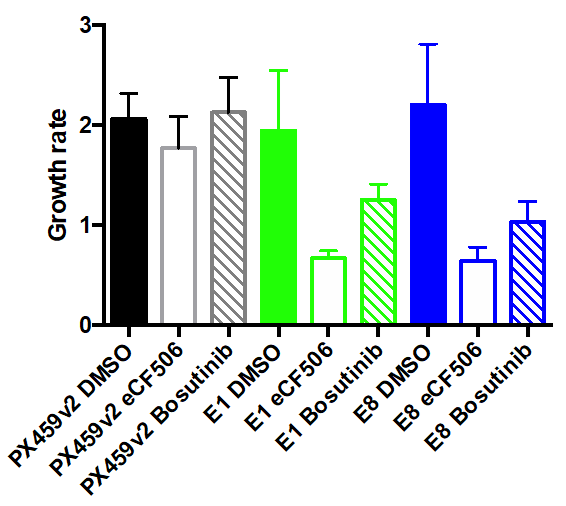 3
2
1
0
Growth rate
PX459v2 DMSO
PX459v2 eCF506
PX459v2 Bosutinib
E1 DMSO
E1 eCF506
E1 Bosutinib
E8 DMSO
E8 eCF506
E8 Bosutinib